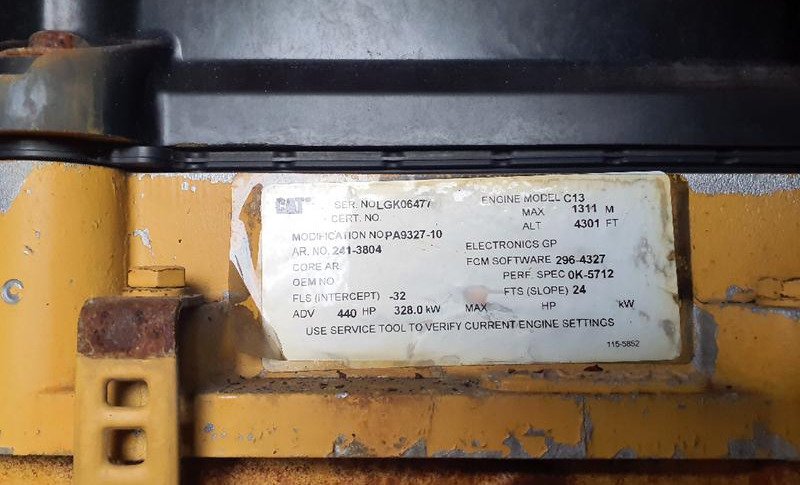 CAT SER. NO LGK06477 ENGINE MODEL C13
CERT. NO. MAX 1311 M
ALT 4301 FT
MODIFICATION NO PA9327-10
AR. NO. 241-3804 ELECTRONICS GP
CORE AR FCM SOFTWARE 296-4327
OEM NO PERF. SPEC 0K-5712
FLS (INTERCEPT) -32 FTS (SLOPE) 24
ADV 440 HP 328.0 kW MAX HP kW
USE SERVICE TOOL TO VERIFY CURRENT ENGINE SETTINGS
115-5852